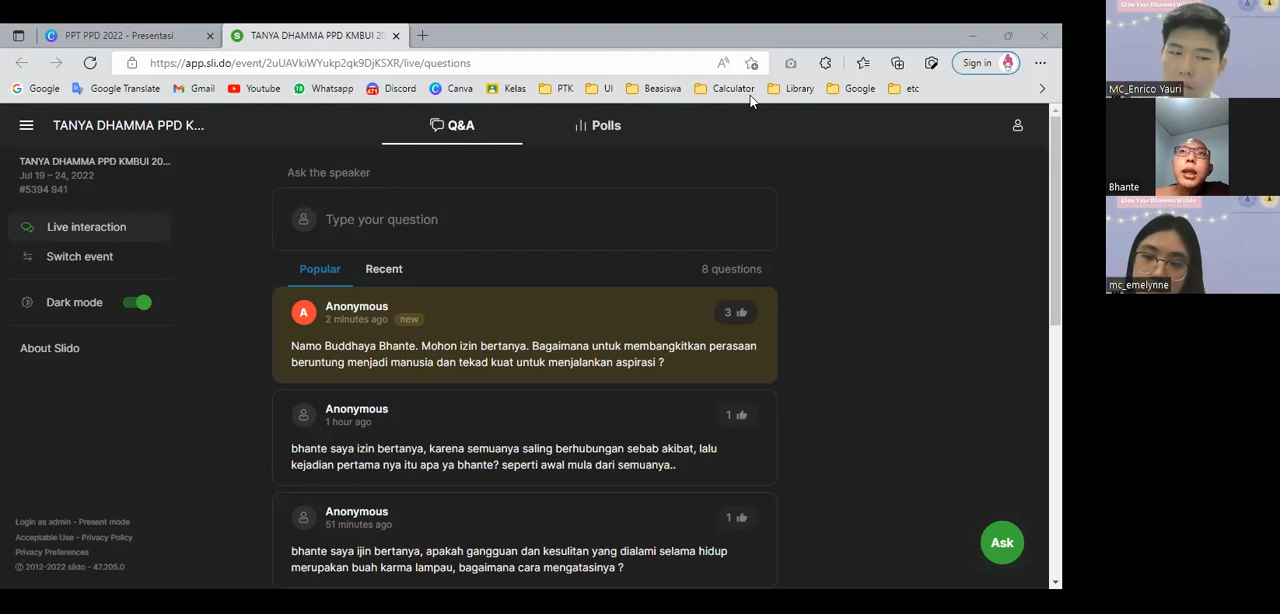 PPT PPD 2022 - Presentasi
TANYA DHAMMA PPD KMBUI 20
https://app.sli.do/event/2uUAVkiWYukp2qk9DjKSXR/live/questions
Sign in
Google
Google Translate
Gmail
Youtube
Whatsapp
Discord
Canva
Kelas
PTK
UI
Beasiswa
Calculator
Library
Google
etc
TANYA DHAMMA PPD K...
Q&A
Polls
TANYA DHAMMA PPD KMBUI 20...
Jul 19 – 24, 2022
#5394 941
Live interaction
Switch event
Dark mode
About Slido
Login as admin - Present mode
Acceptable Use - Privacy Policy
Privacy Preferences
© 2012-2022 slido - 47.205.0
Ask the speaker
Type your question
Popular
Recent
8 questions
A
Anonymous
2 minutes ago new
3
Namo Buddhaya Bhante. Mohon izin bertanya. Bagaimana untuk membangkitkan perasaan
beruntung menjadi manusia dan tekad kuat untuk menjalankan aspirasi ?
Anonymous
1 hour ago
1
bhante saya izin bertanya, karena semuanya saling berhubungan sebab akibat, lalu
kejadian pertama nya itu apa ya bhante? seperti awal mula dari semuanya..
Anonymous
51 minutes ago
1
bhante saya ijin bertanya, apakah gangguan dan kesulitan yang dialami selama hidup
merupakan buah karma lampau, bagaimana cara mengatasinya ?
Ask
MC_Enrico Yauri
Bhante
Glow Your Dhamma Within
mc_emelynne